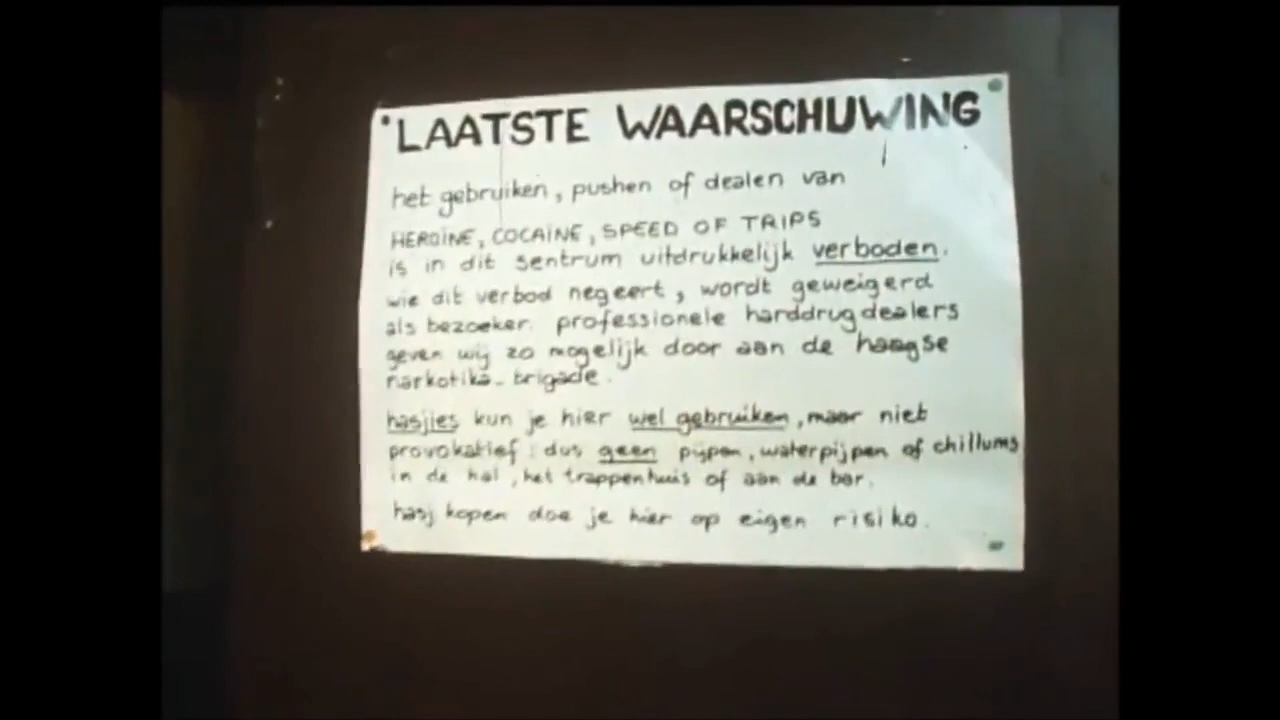 LAATSTE WAARSCHUWING
het gebruiken, pushen of dealen van
HEROÏNE, COCAÏNE, SPEED OF TRIPS
is in dit sentrum uitdrukkelijk verboden.
wie dit verbod negeert, wordt geweigerd
als bezoeker. professionele harddrugdealers
geven wij zo mogelijk door aan de haagse
narkotika-brigade.
hasjies kun je hier wel gebruiken, maar niet
provokatief: dus geen pijpen, waterpijpen of chillums
in de hal, het trappenhuis of aan de bar.
hasj kopen doe je hier op eigen risiko.